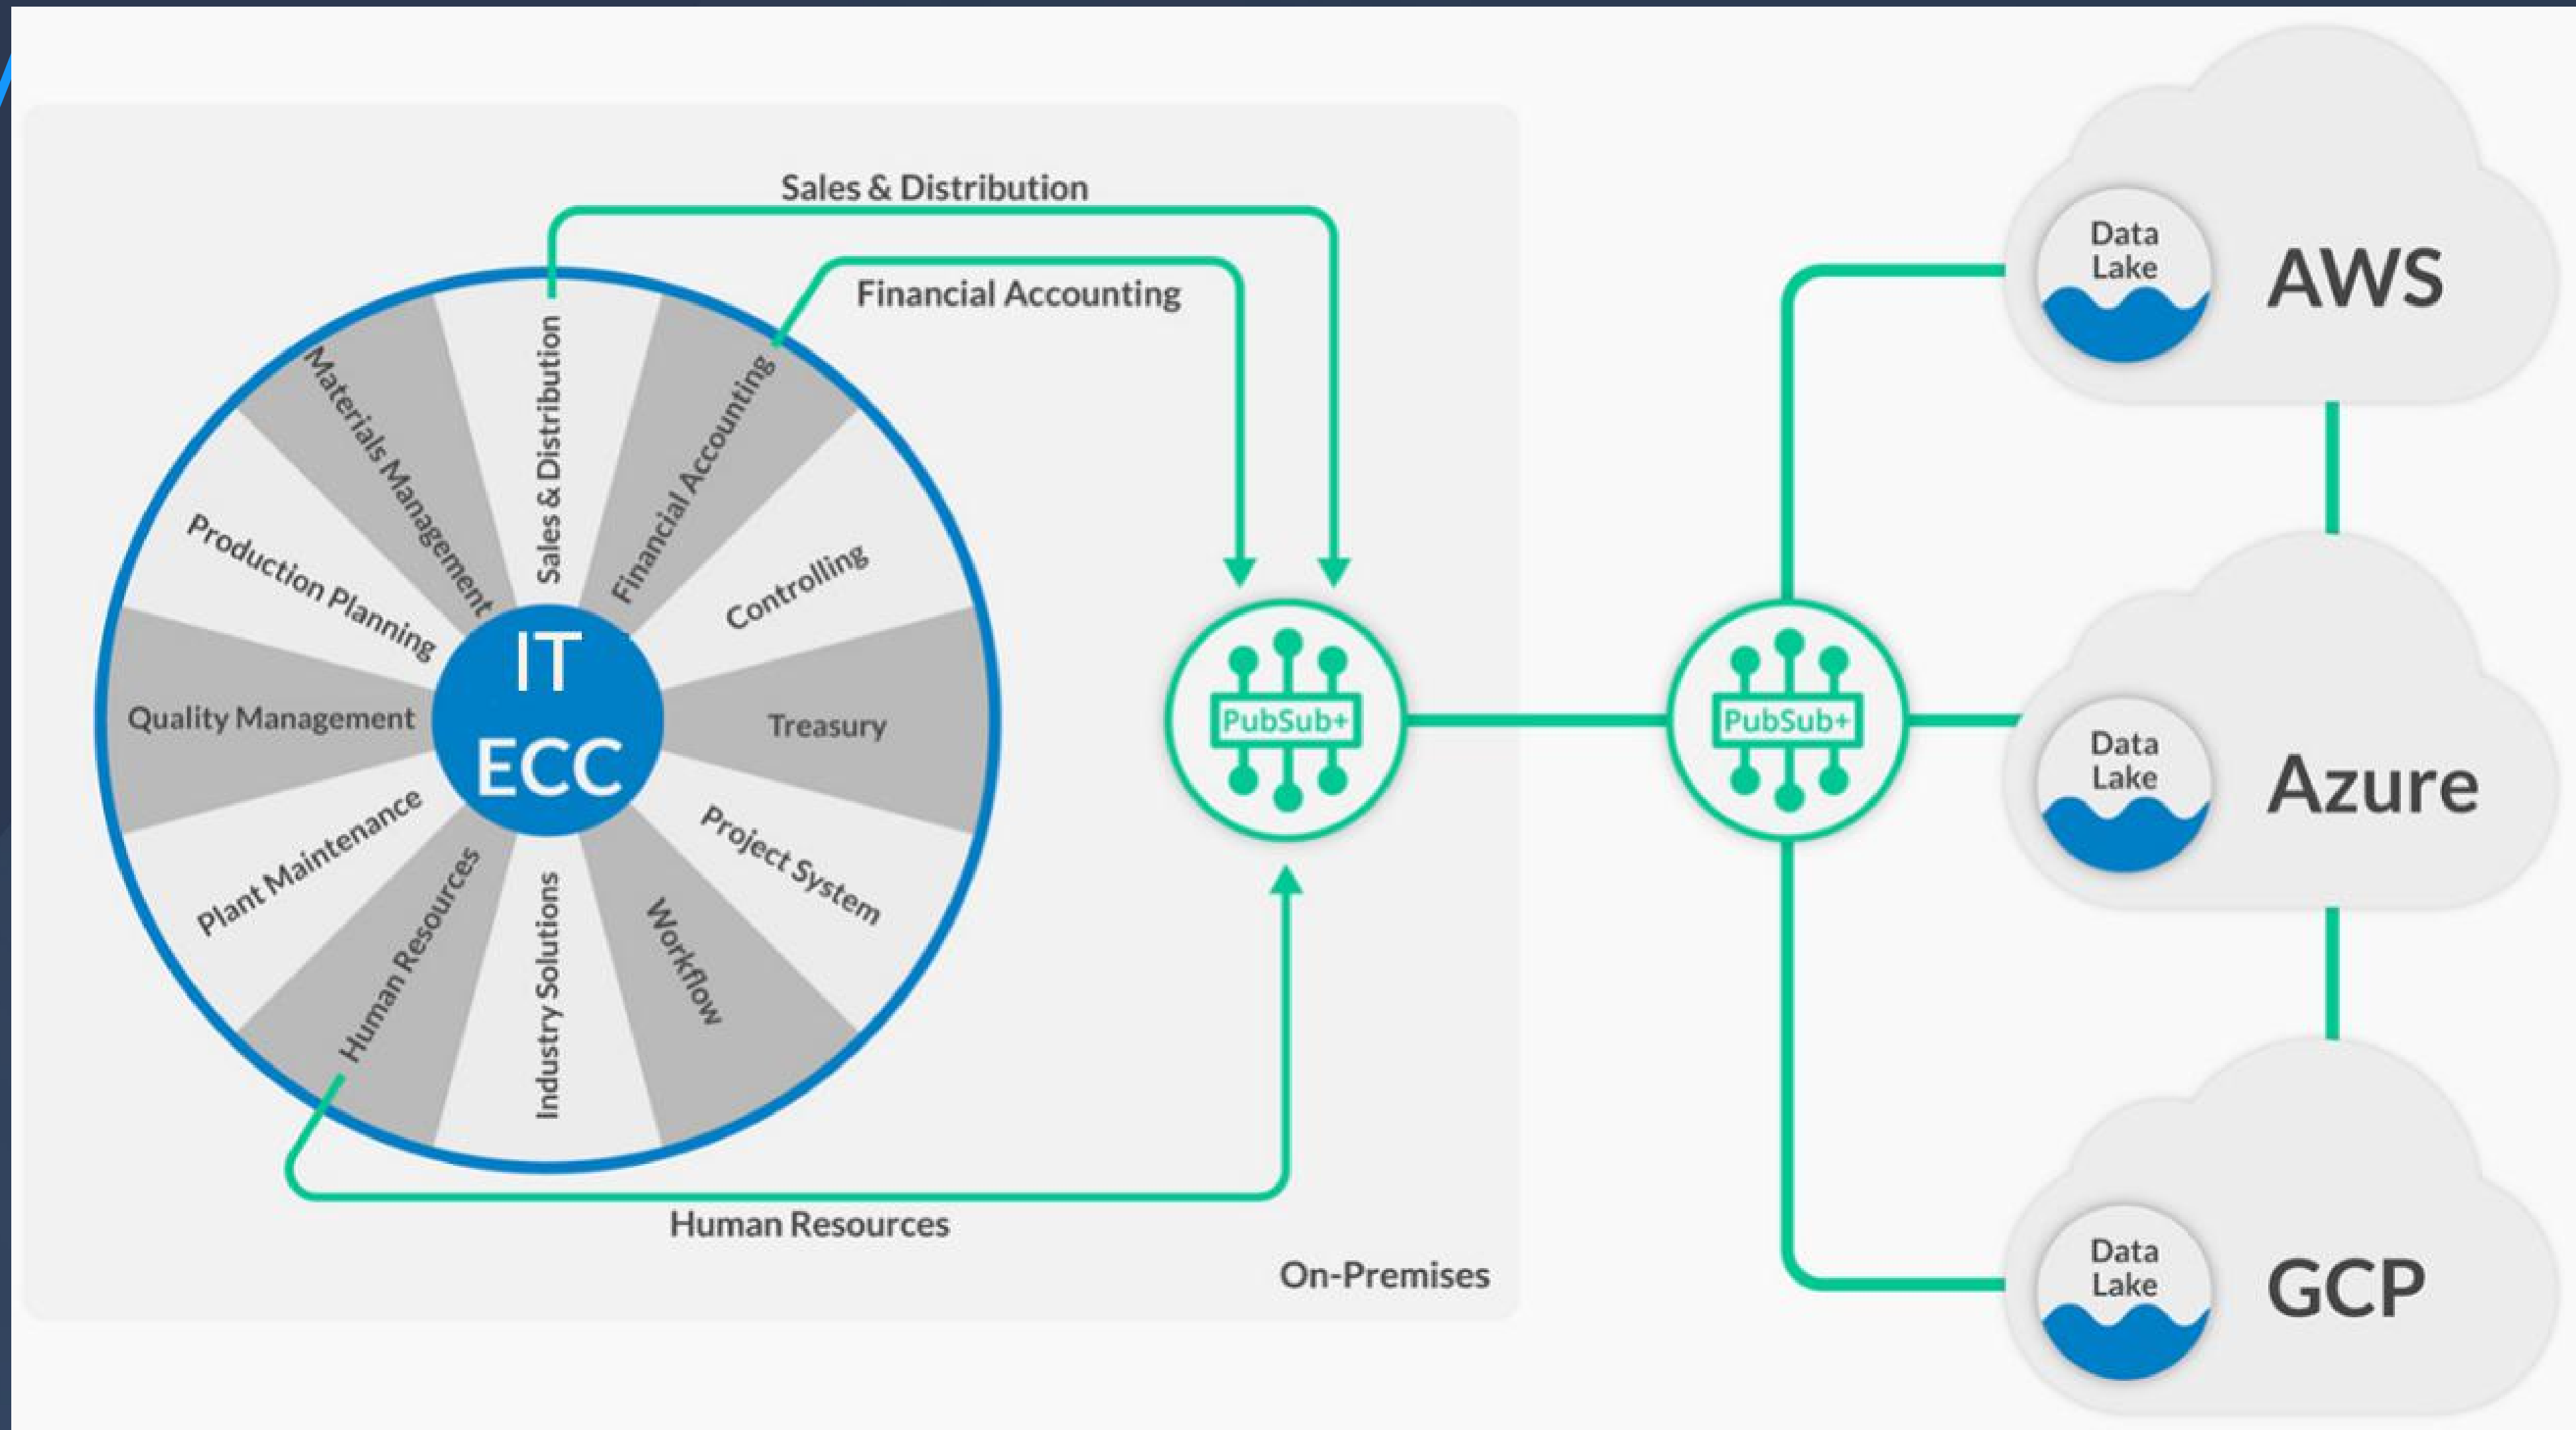 Sales & Distribution
Financial Accounting
Materials Management
Sales & Distribution
Financial Accounting
Production Planning
Controlling
IT
ECC
Quality Management
Treasury
Plant Maintenance
Project System
Human Resources
Industry Solutions
Workflow
Human Resources
On-Premises
PubSub+
PubSub+
Data
Lake
AWS
Data
Lake
Azure
Data
Lake
GCP